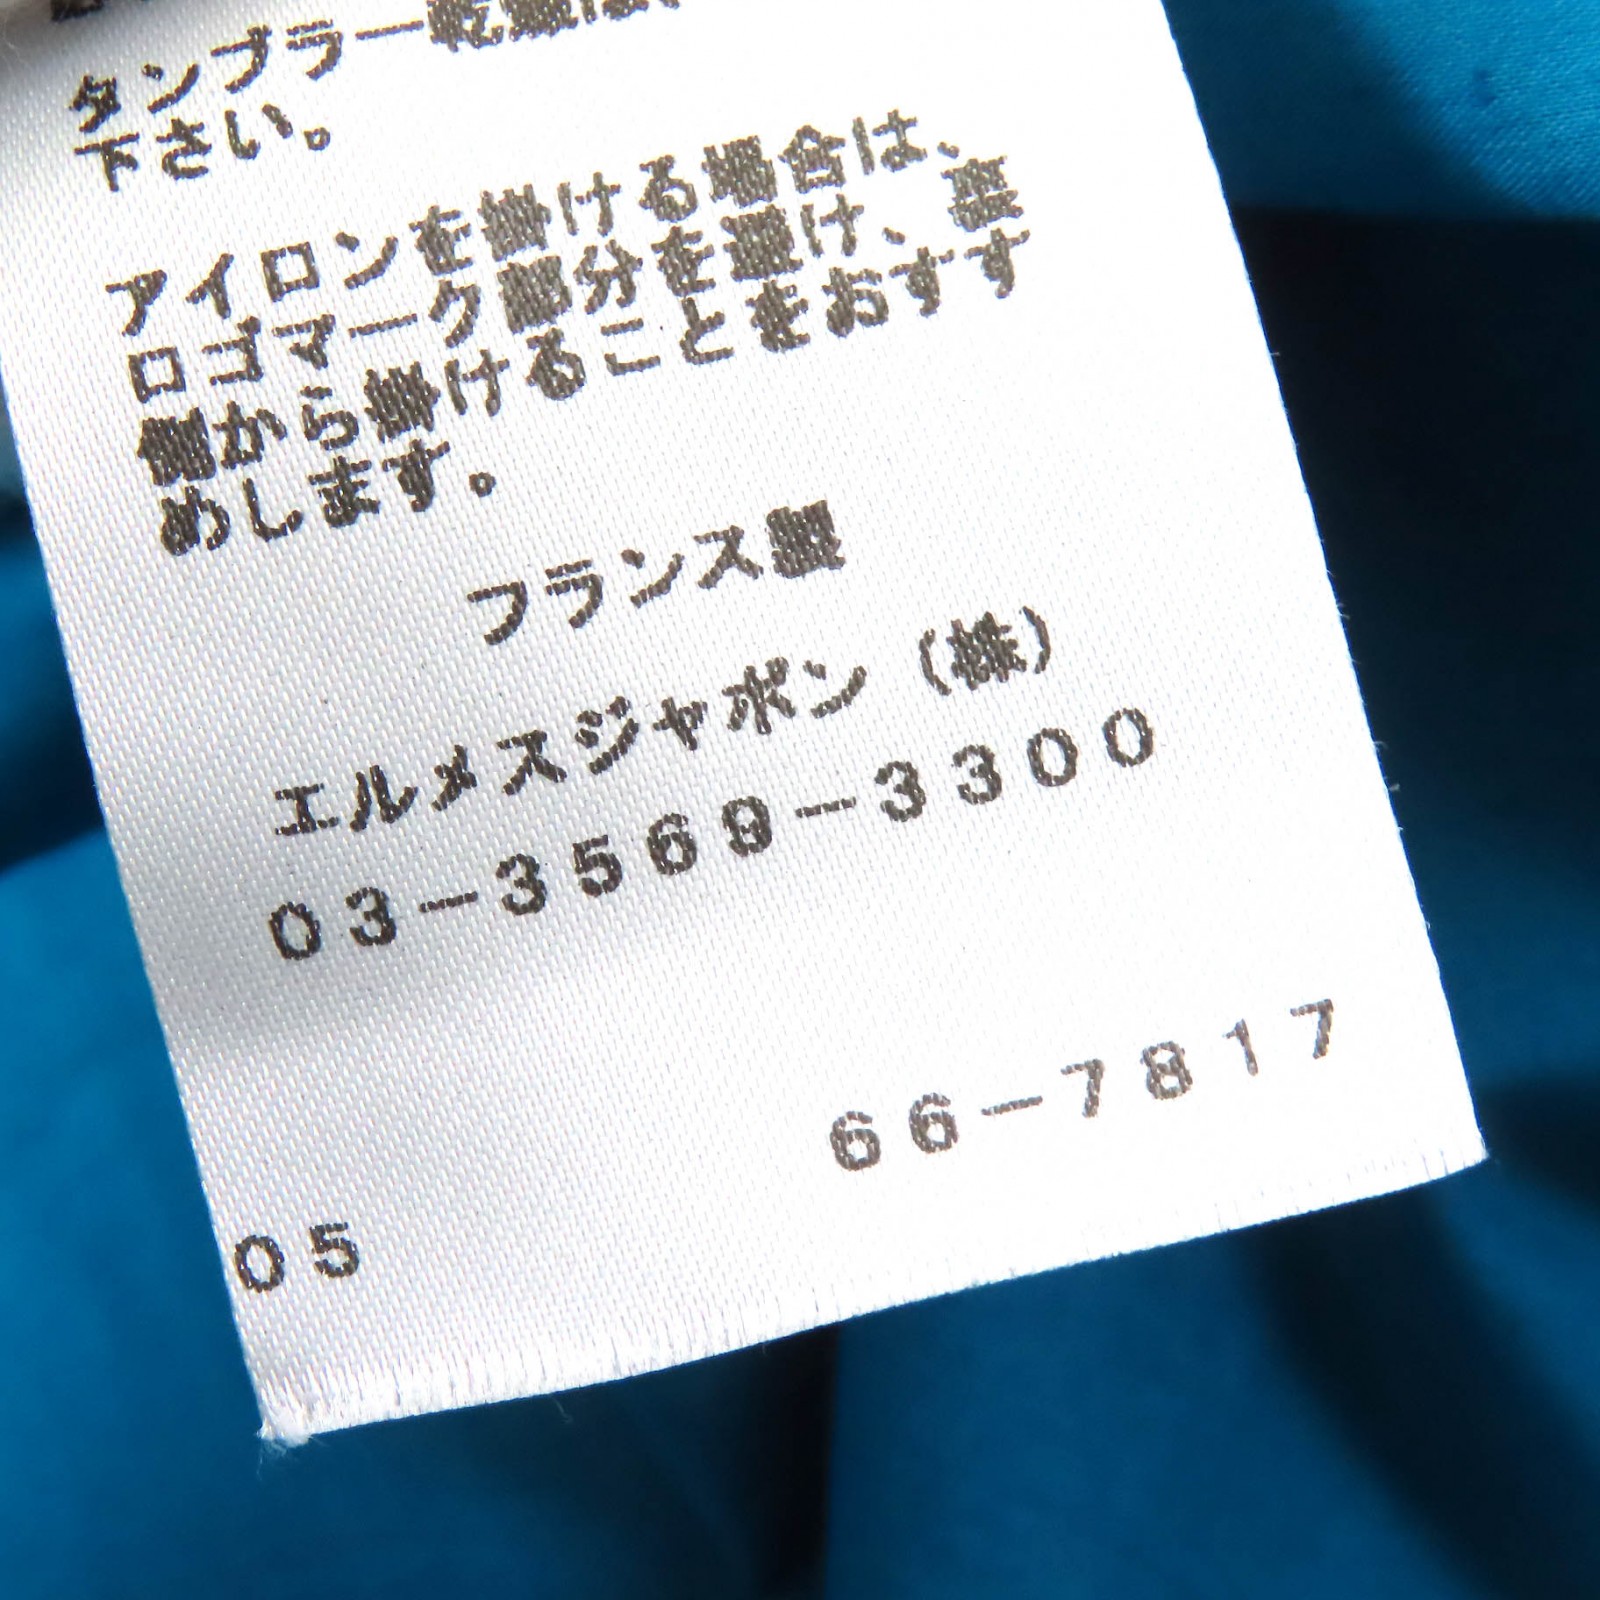 タンブラー乾燥は、
下さい。
アイロンを掛ける場合は、
ロゴマーク部分を避け、裏
側から掛けることをおすす
めします。
フランス製
エルメスジャポン（株）
03-3569-3300
66-7817
05